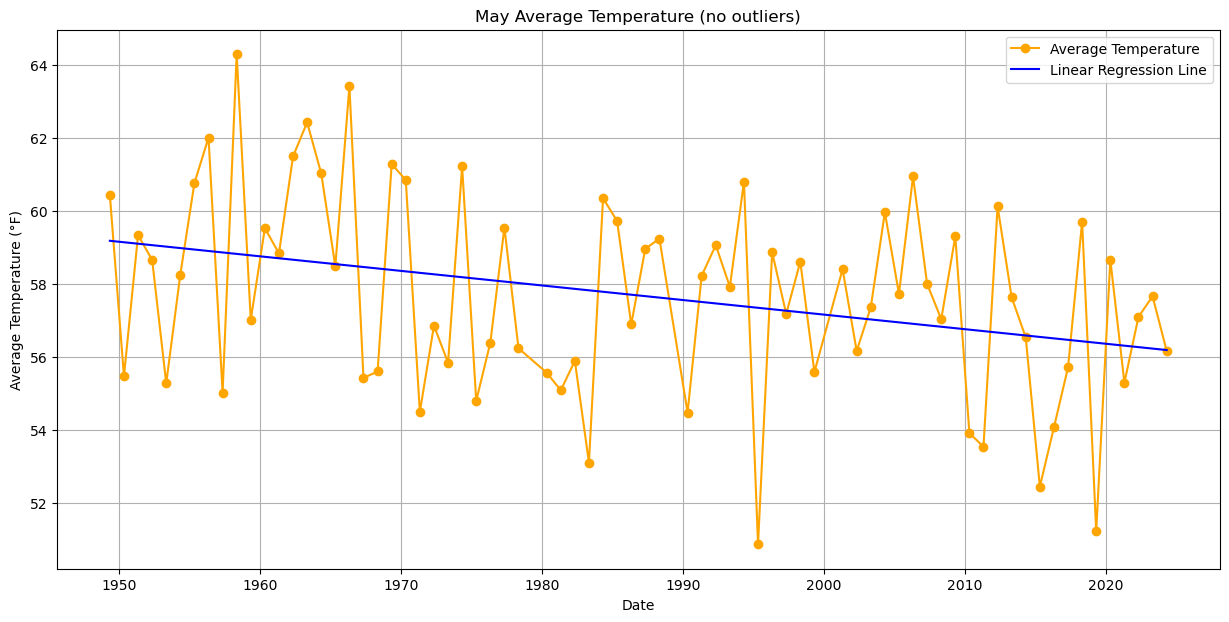 May Average Temperature (no outliers)
Average Temperature
Linear Regression Line
Average Temperature (°F)
64
62
60
58
56
54
52
1950 1960 1970 1980 1990 2000 2010 2020
Date